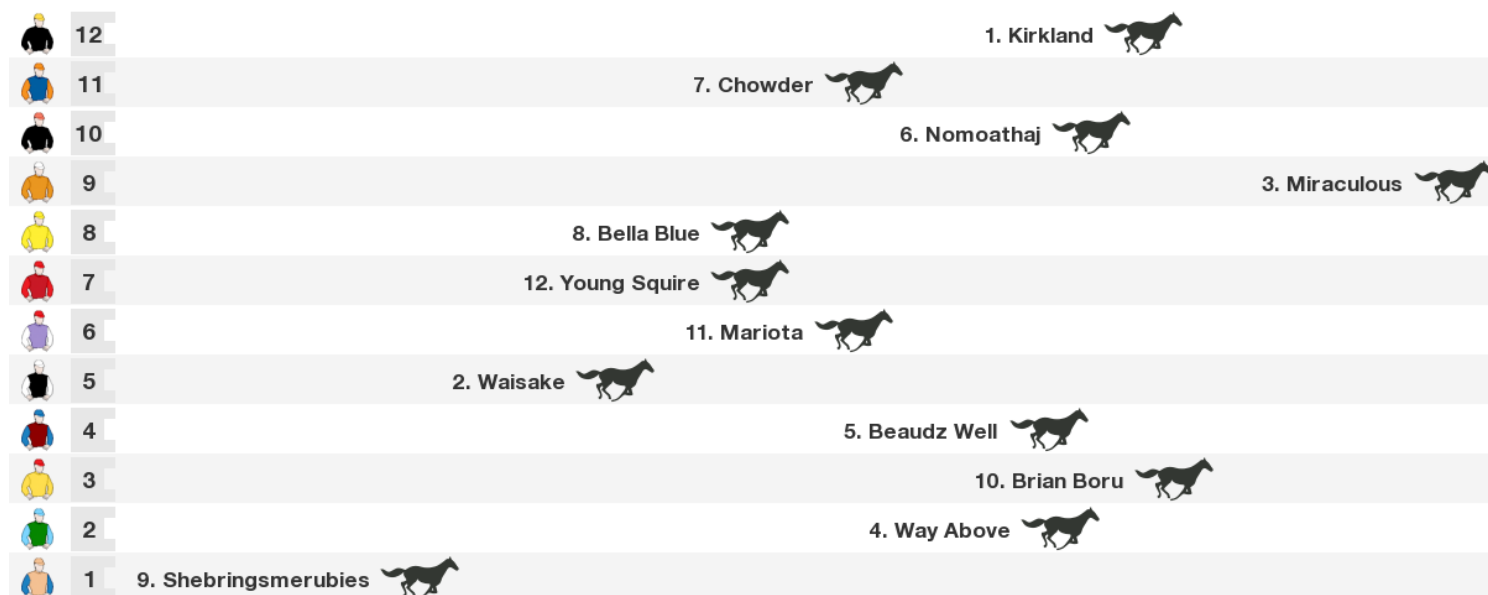 12 1. Kirkland
11 7. Chowder
10 6. Nomoathaj
9 3. Miraculous
8 8. Bella Blue
7 12. Young Squire
6 11. Mariota
5 2. Waisake
4 5. Beaudz Well
3 10. Brian Boru
2 4. Way Above
1 9. Shebringsmerubies